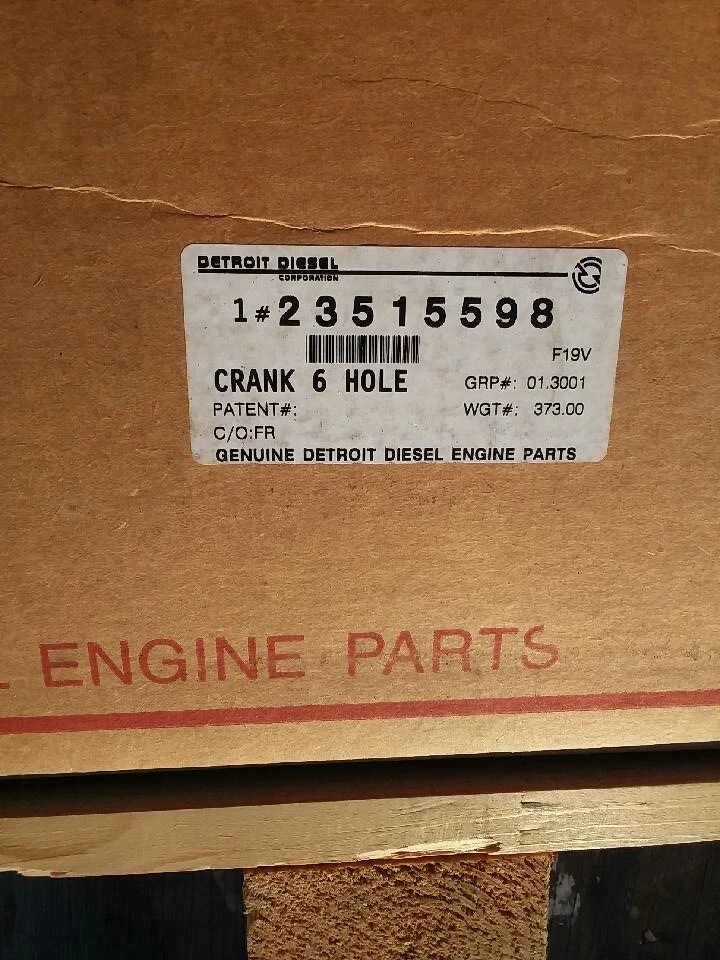 DETROIT DIESEL
CORPORATION
1#23515598
F19V
CRANK 6 HOLE
GRP#: 01.3001
PATENT#:
WGT#: 373.00
C/O:FR
GENUINE DETROIT DIESEL ENGINE PARTS
ENGINE PARTS